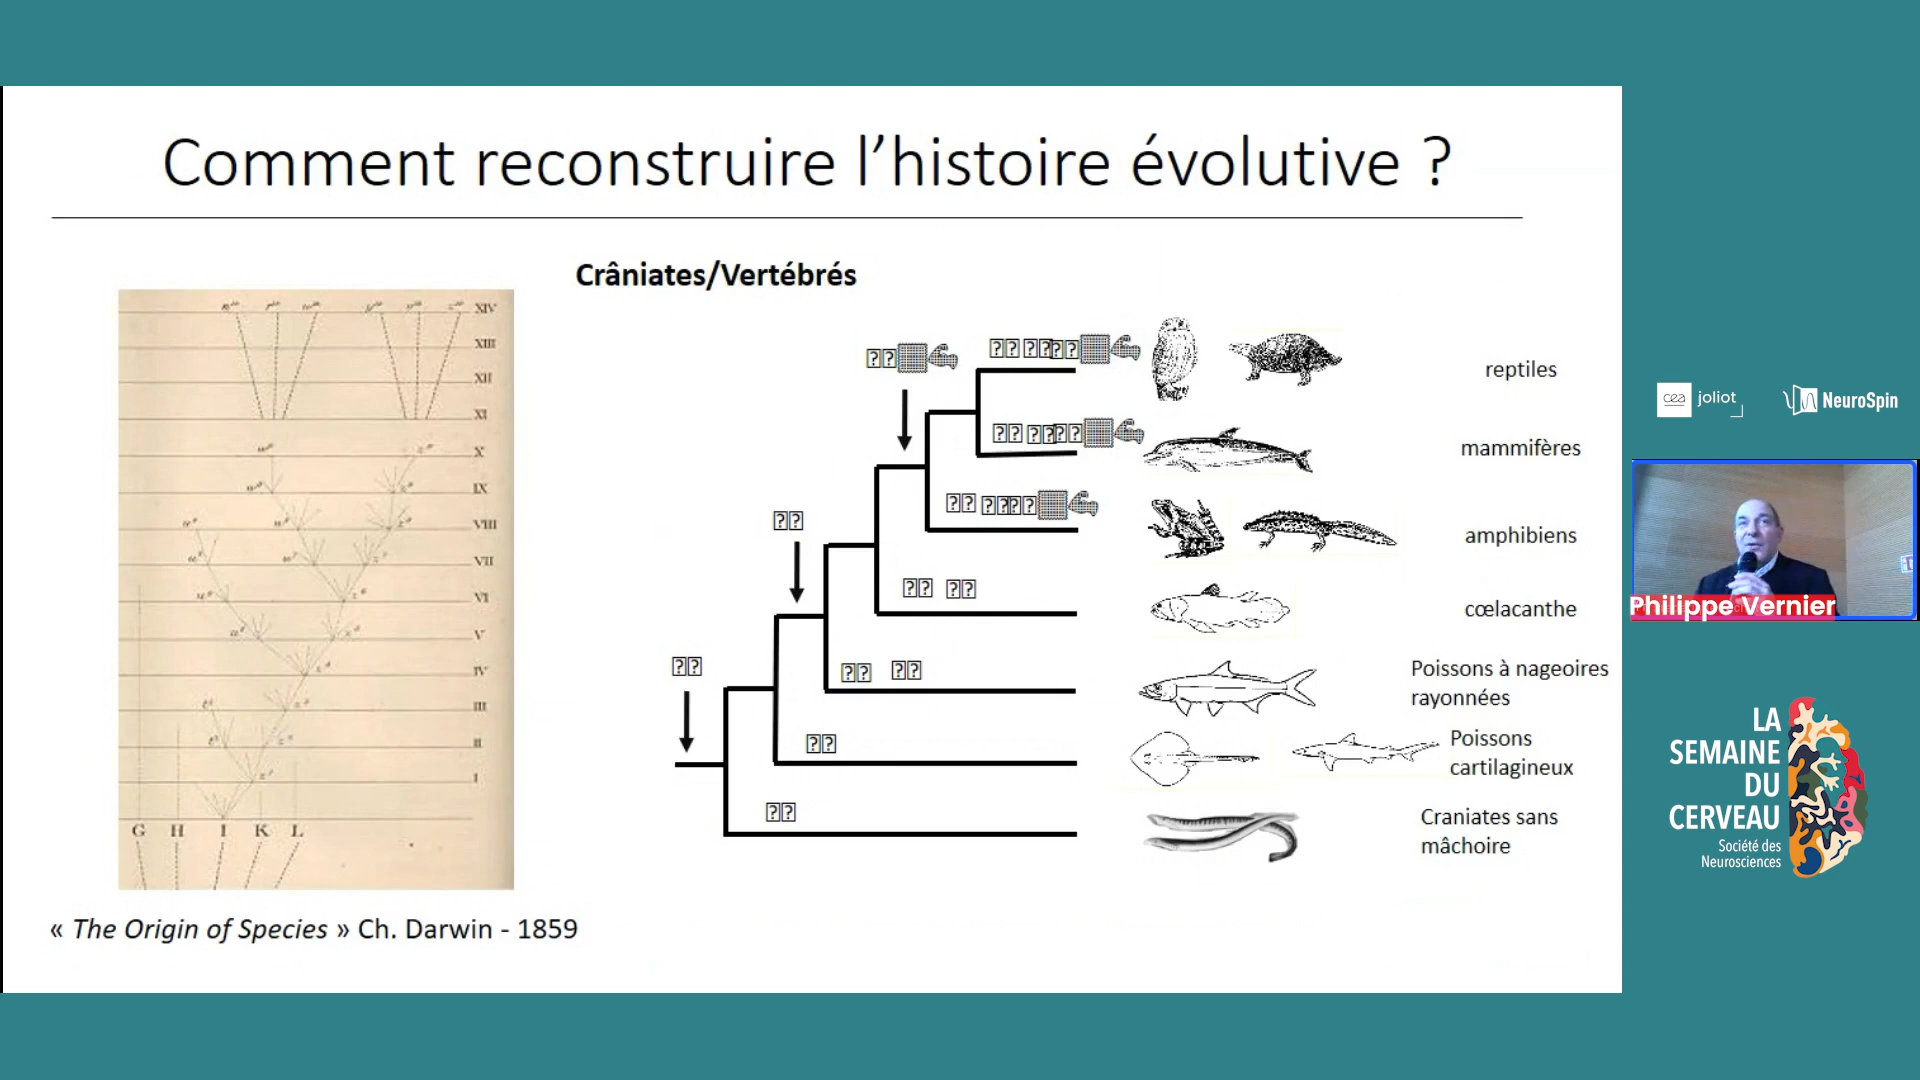 Comment reconstruire l’histoire évolutive ?
Crâniates/Vertébrés
XIV
XIII
XII
XI
X
IX
VIII
VII
VI
V
IV
III
II
I
G H I K L
« The Origin of Species » Ch. Darwin - 1859
reptiles
mammifères
amphibiens
cœlacanthe
Poissons à nageoires
rayonnées
Poissons
cartilagineux
Craniates sans
mâchoire
cea joliot
NeuroSpin
Philippe Vernier
LA
SEMAINE
DU
CERVEAU
Société des
Neurosciences